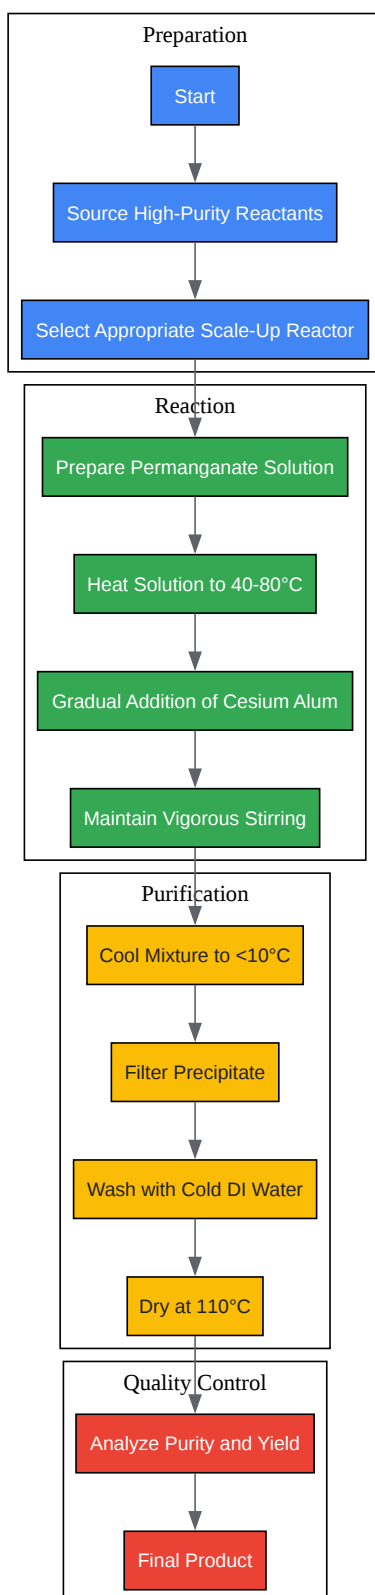 Preparation
Start
Source High-Purity Reactants
Select Appropriate Scale-Up Reactor
Reaction
Prepare Permanganate Solution
Heat Solution to 40-80°C
Gradual Addition of Cesium Alum
Maintain Vigorous Stirring
Purification
Cool Mixture to <10°C
Filter Precipitate
Wash with Cold DI Water
Dry at 110°C
Quality Control
Analyze Purity and Yield
Final Product